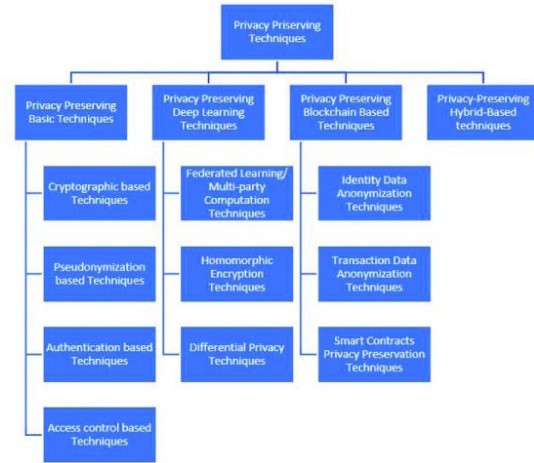 Privacy Priserving
Techniques
Privacy Preserving
Basic Techniques
Privacy Preserving
Deep Learning
Techniques
Privacy Preserving
Blockchain Based
Techniques
Privacy-Preserving
Hybrid-Based
techniques
Cryptographic based
Techniques
Pseudonymization
based Techniques
Authentication based
Techniques
Access control based
Techniques
Federated Learning/
Multi-party
Computation
Techniques
Homomorphic
Encryption
Techniques
Differential Privacy
Techniques
Identity Data
Anonymization
Techniques
Transaction Data
Anonymization
Techniques
Smart Contracts
Privacy Preservation
Techniques